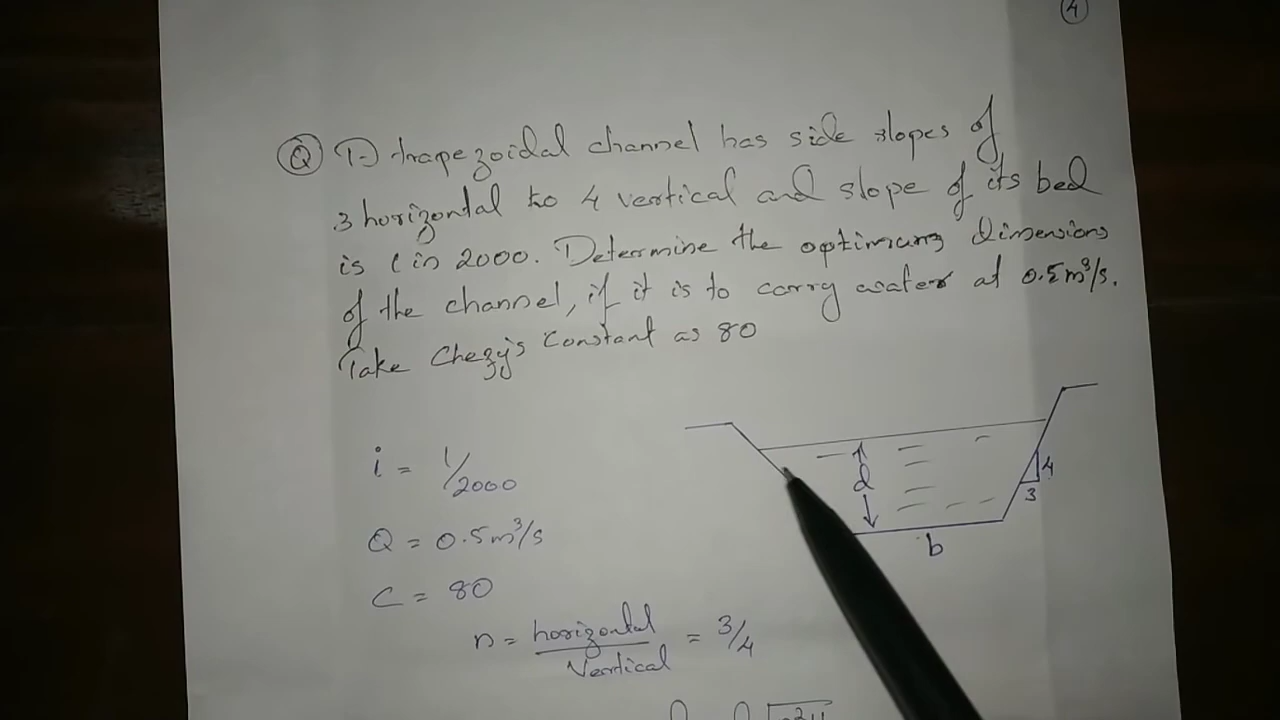 4
Q 1.) trapezoidal channel has side slopes of
3 horizontal to 4 vertical and slope of its bed
is 1 in 2000. Determine the optimum dimensions
of the channel, if it is to carry water at 0.5m³/s.
Take Chezy's Constant as 80
i = 1/2000
d
4
3
Q = 0.5m³/s
b
C = 80
n = horizontal/Vertical = 3/4